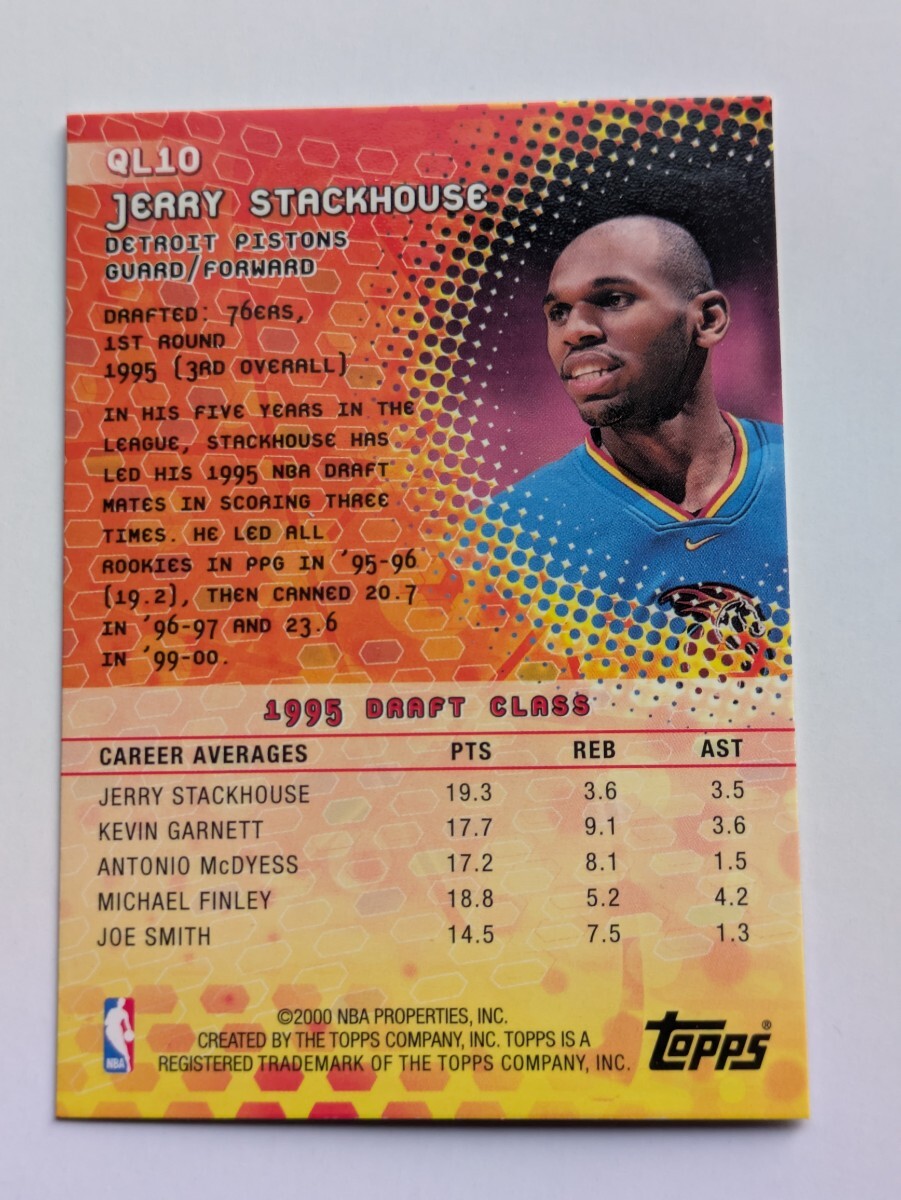 QL10
JERRY STACKHOUSE
DETROIT PISTONS
GUARD/FORWARD
DRAFTED: 76ERS,
1ST ROUND
1995 (3RD OVERALL)
IN HIS FIVE YEARS IN THE
LEAGUE, STACKHOUSE HAS
LED HIS 1995 NBA DRAFT
MATES IN SCORING THREE
TIMES. HE LED ALL
ROOKIES IN PPG IN '95-96
(19.2), THEN CANNED 20.7
IN '96-97 AND 23.6
IN '99-00.
1995 DRAFT CLASS
CAREER AVERAGES PTS REB AST
JERRY STACKHOUSE 19.3 3.6 3.5
KEVIN GARNETT 17.7 9.1 3.6
ANTONIO McDYESS 17.2 8.1 1.5
MICHAEL FINLEY 18.8 5.2 4.2
JOE SMITH 14.5 7.5 1.3
©2000 NBA PROPERTIES, INC.
CREATED BY THE TOPPS COMPANY, INC. TOPPS IS A
REGISTERED TRADEMARK OF THE TOPPS COMPANY, INC.
NBA
Topps®